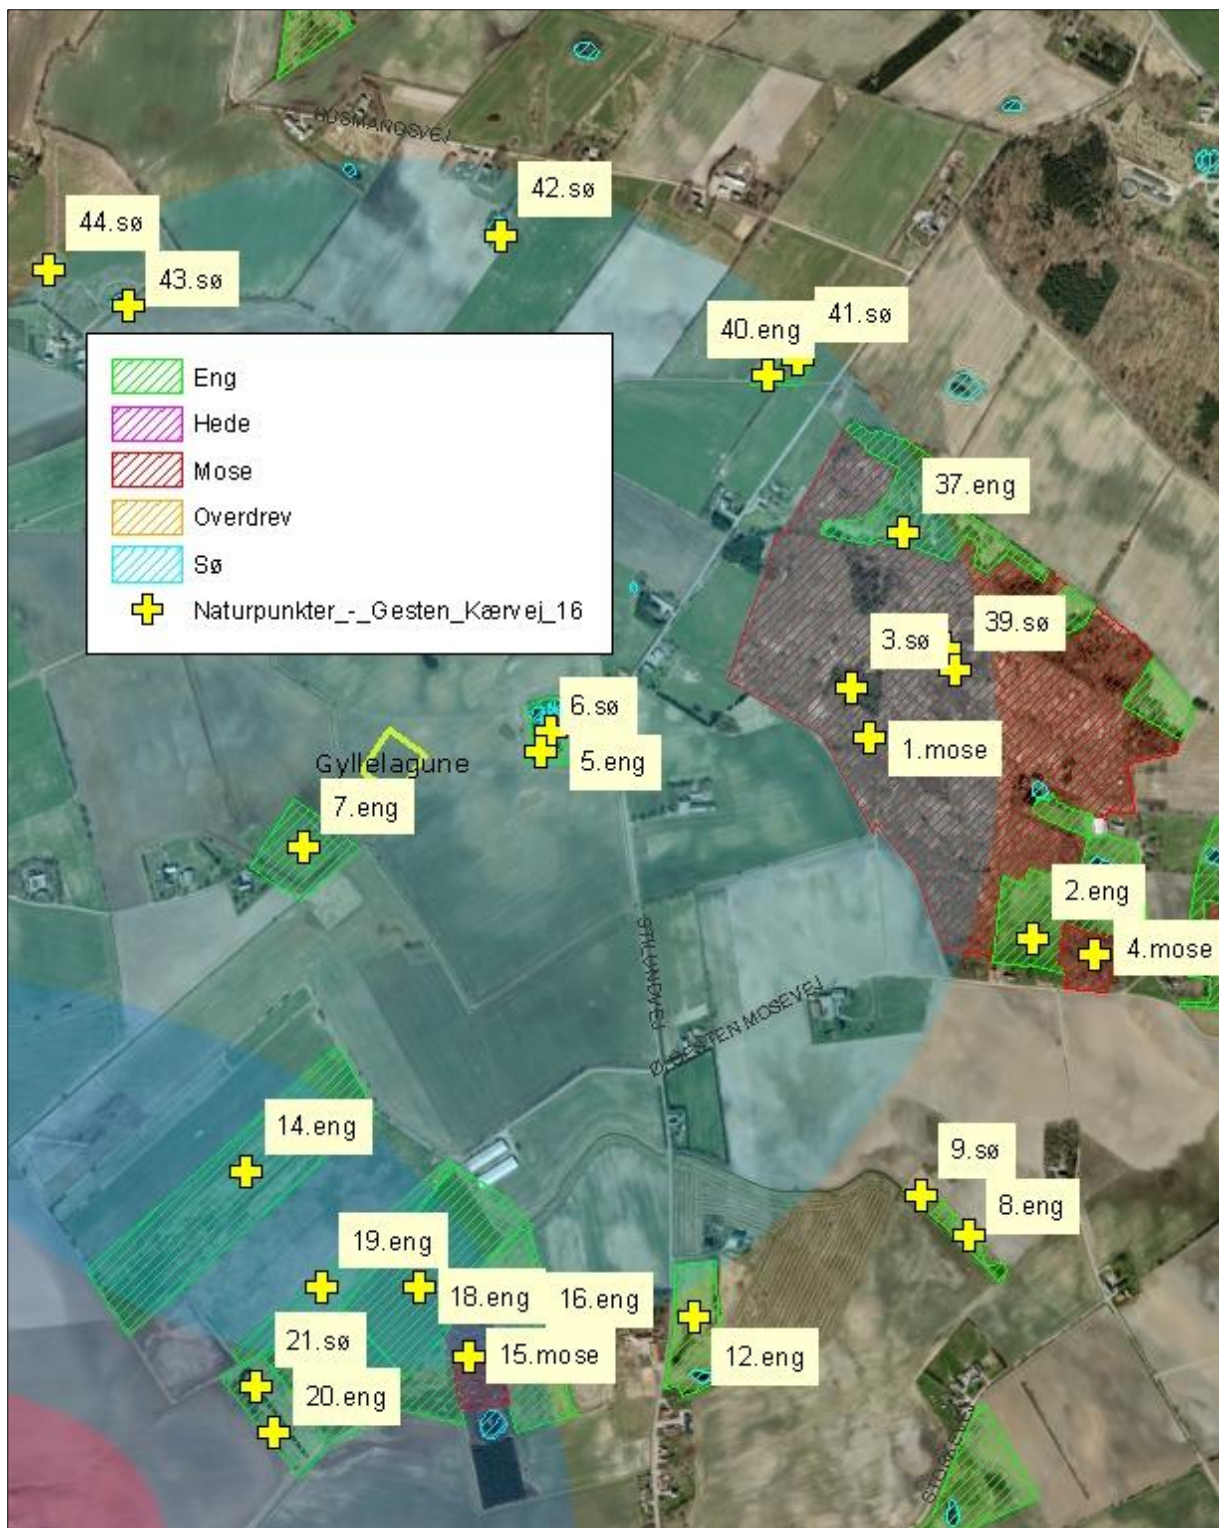 HUSMANDSVEJ
42.sø
44.sø
43.sø
41.sø
40.eng
Eng
Hede
Mose
Overdrev
Sø
Naturpunkter_-_Gesten_Kærvej_16
37.eng
39.sø
3.sø
1.mose
6.sø
5.eng
Gyllelagune
7.eng
2.eng
4.mose
STILUNDVEJ
Ø. GESTEN MOSEVEJ
14.eng
9.sø
8.eng
19.eng
18.eng
16.eng
21.sø
15.mose
12.eng
20.eng